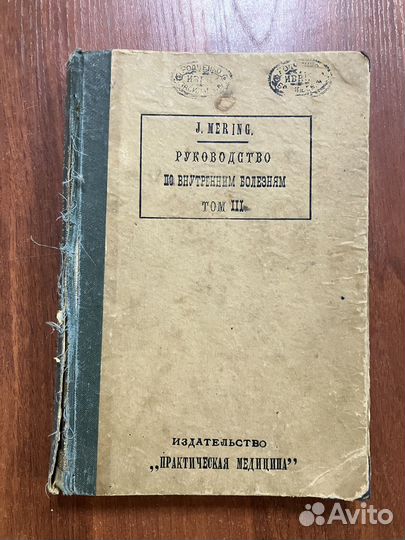 J. MERING.
РУКОВОДСТВО
ПО ВНУТРЕННИМ БОЛЕЗНЯМ
ТОМ III
ИЗДАТЕЛЬСТВО
„ПРАКТИЧЕСКАЯ МЕДИЦИНА”
Avito